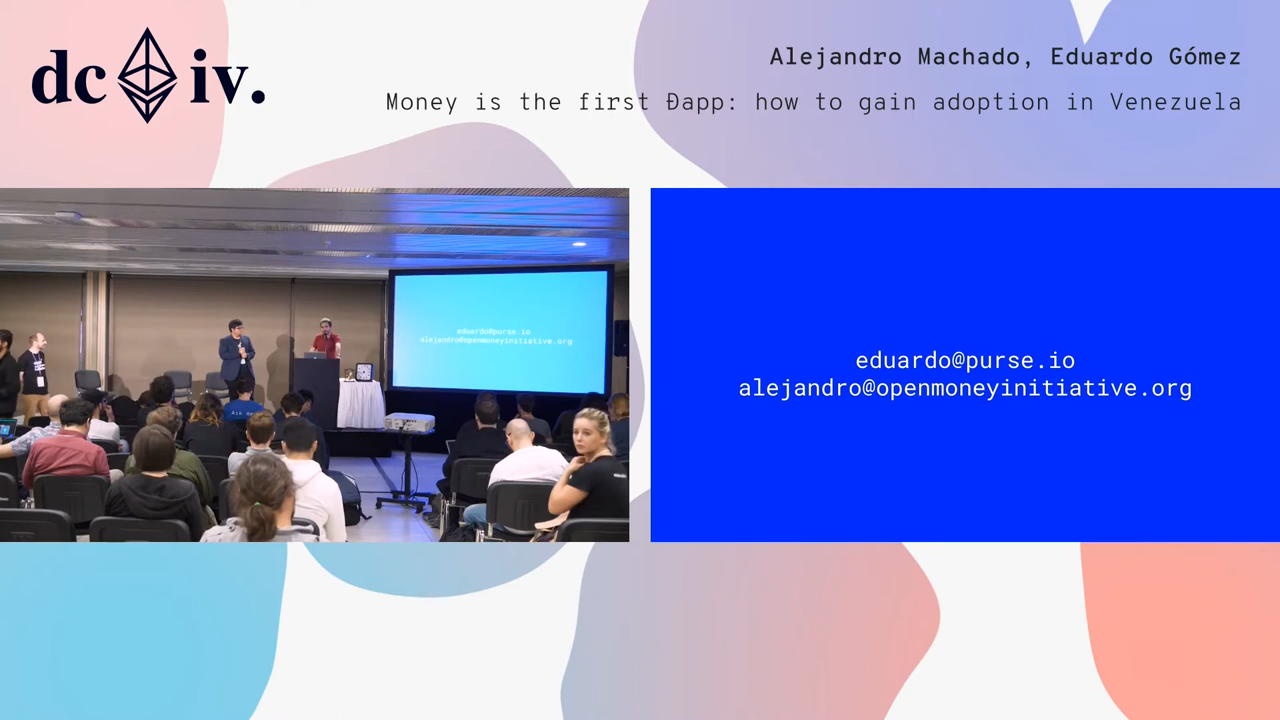 dc iv.
Alejandro Machado, Eduardo Gómez
Money is the first Ðapp: how to gain adoption in Venezuela
eduardo@purse.io
alejandro@openmoneyinitiative.org
eduardo@purse.io
alejandro@openmoneyinitiative.org